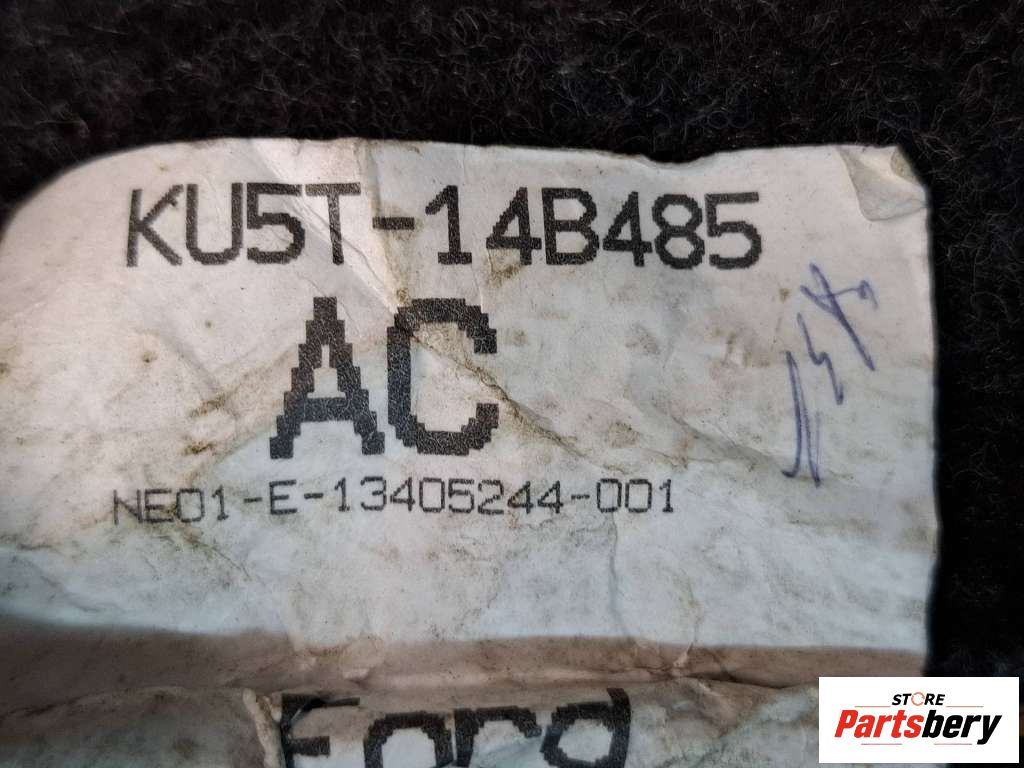 KU5T-14B485
AC
NE01-E-13405244-001
Ford
STORE
Partsbery